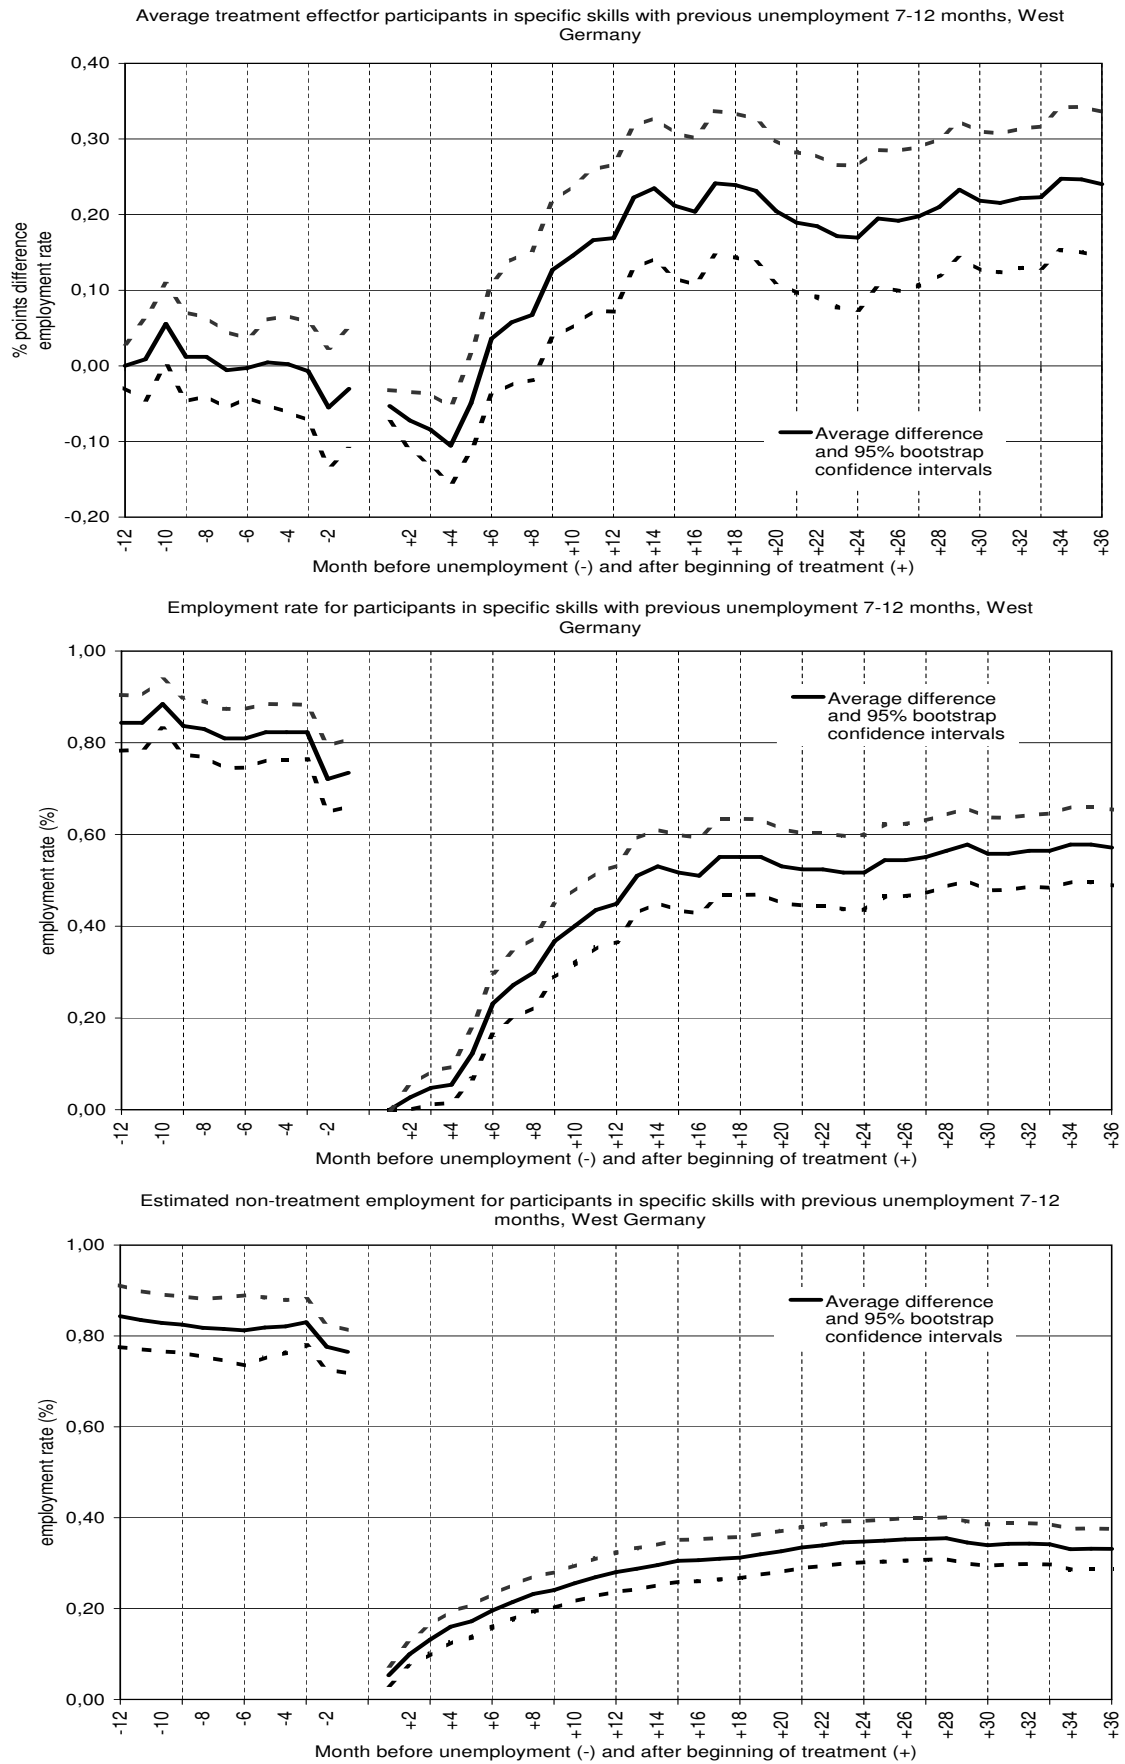 Average treatment effectfor participants in specific skills with previous unemployment 7-12 months, West
Germany
0,40
0,30
0,20
0,10
0,00
-0,10
-0,20
% points difference
employment rate
Average difference
and 95% bootstrap
confidence intervals
-12 -10 -8 -6 -4 -2 +2 +4 +6 +8 +10 +12 +14 +16 +18 +20 +22 +24 +26 +28 +30 +32 +34 +36
Month before unemployment (-) and after beginning of treatment (+)
Employment rate for participants in specific skills with previous unemployment 7-12 months, West
Germany
1,00
0,80
0,60
0,40
0,20
0,00
employment rate (%)
Average difference
and 95% bootstrap
confidence intervals
-12 -10 -8 -6 -4 -2 +2 +4 +6 +8 +10 +12 +14 +16 +18 +20 +22 +24 +26 +28 +30 +32 +34 +36
Month before unemployment (-) and after beginning of treatment (+)
Estimated non-treatment employment for participants in specific skills with previous unemployment 7-12
months, West Germany
1,00
0,80
0,60
0,40
0,20
0,00
employment rate (%)
Average difference
and 95% bootstrap
confidence intervals
-12 -10 -8 -6 -4 -2 +2 +4 +6 +8 +10 +12 +14 +16 +18 +20 +22 +24 +26 +28 +30 +32 +34 +36
Month before unemployment (-) and after beginning of treatment (+)